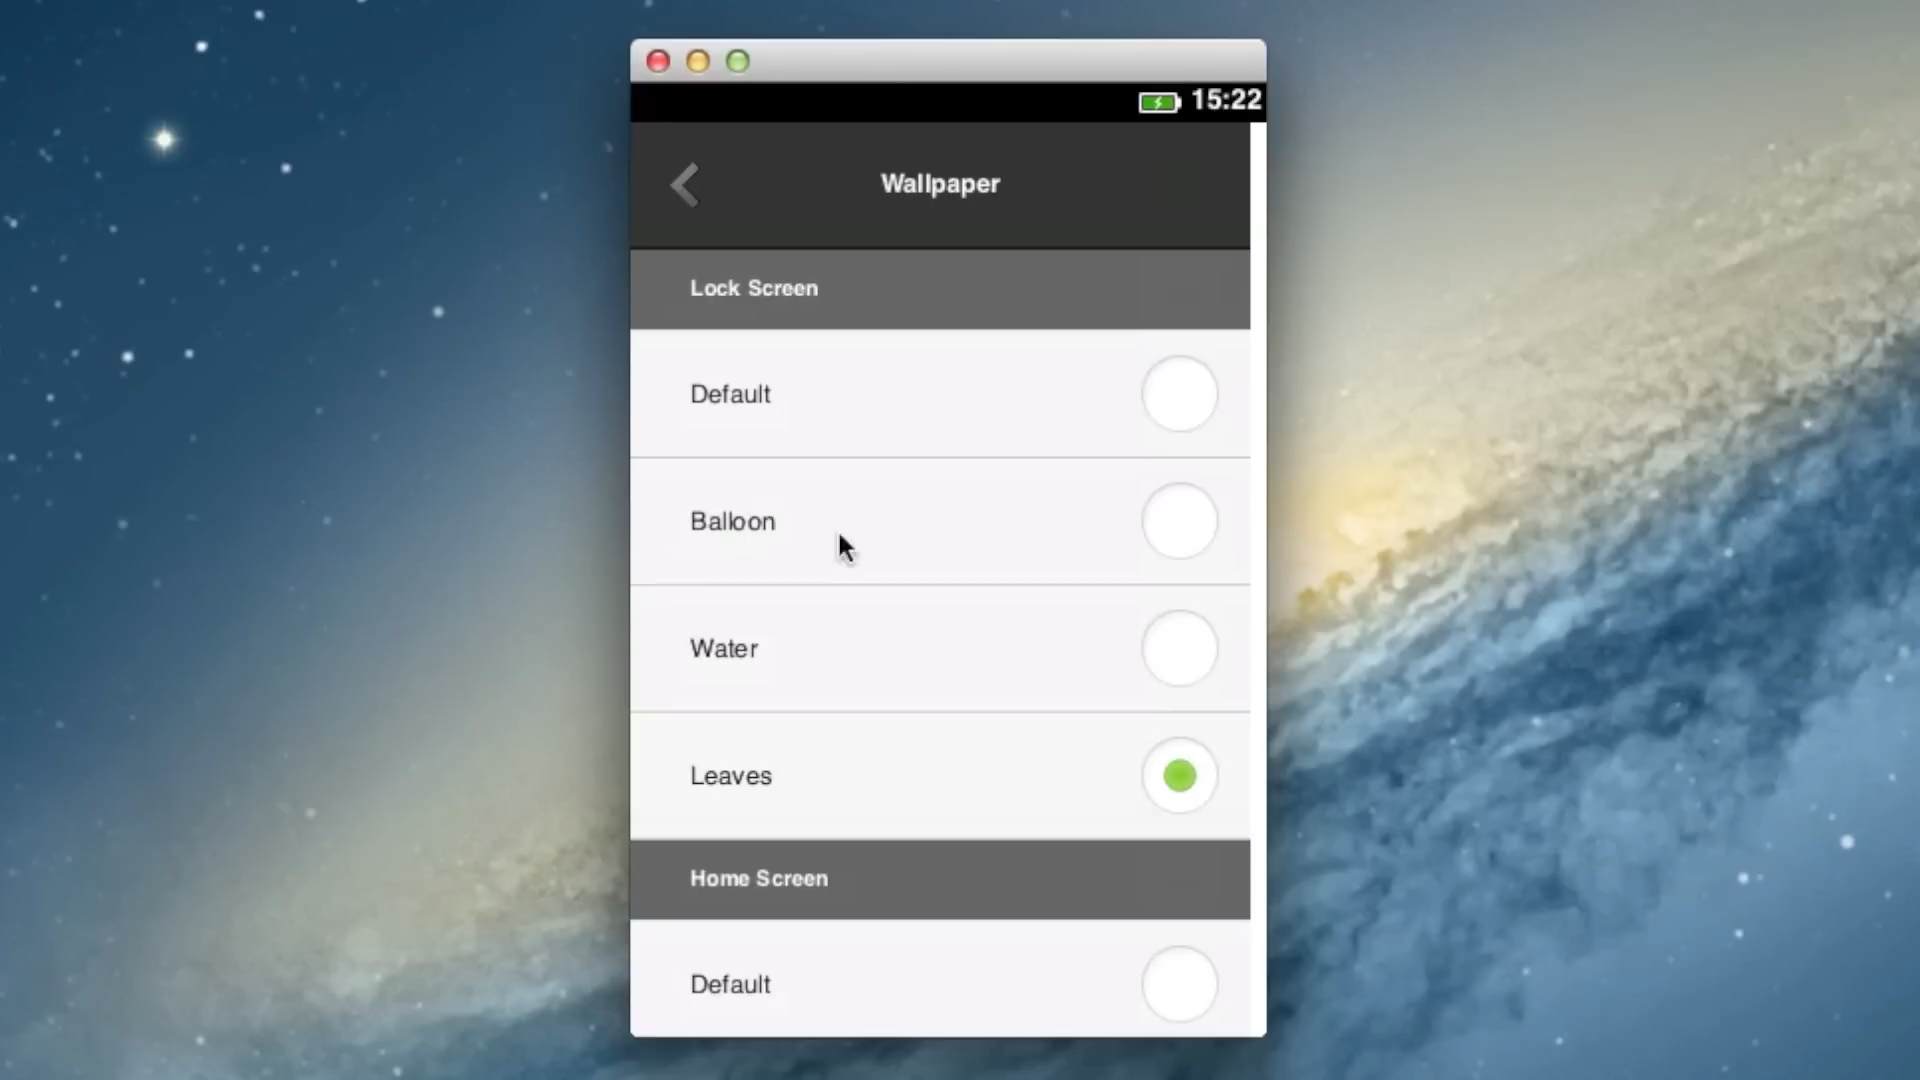 15:22
Wallpaper
Lock Screen
Default
Balloon
Water
Leaves
Home Screen
Default